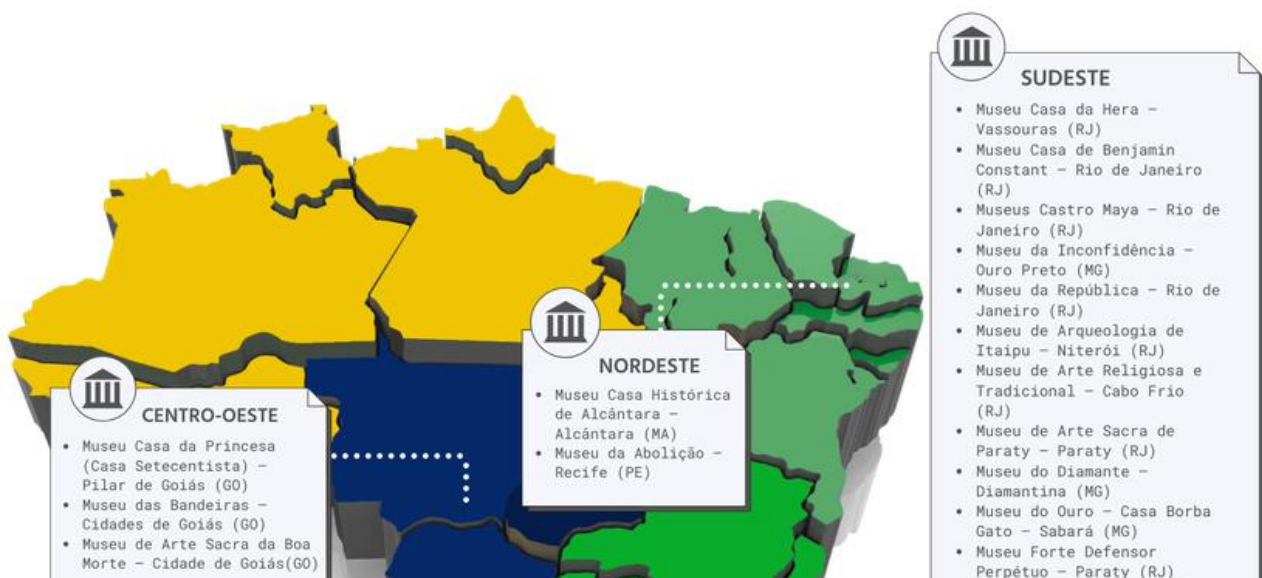 SUDESTE
• Museu Casa da Hera –
Vassouras (RJ)
• Museu Casa de Benjamin
Constant – Rio de Janeiro
(RJ)
• Museus Castro Maya – Rio de
Janeiro (RJ)
• Museu da Inconfidência –
Ouro Preto (MG)
• Museu da República – Rio de
Janeiro (RJ)
• Museu de Arqueologia de
Itaipu – Niterói (RJ)
• Museu de Arte Religiosa e
Tradicional – Cabo Frio
(RJ)
• Museu de Arte Sacra de
Paraty – Paraty (RJ)
• Museu do Diamante –
Diamantina (MG)
• Museu do Ouro – Casa Borba
Gato – Sabará (MG)
• Museu Forte Defensor
Perpétuo – Paraty (RJ)
NORDESTE
• Museu Casa Histórica
de Alcântara –
Alcântara (MA)
• Museu da Abolição –
Recife (PE)
CENTRO-OESTE
• Museu Casa da Princesa
(Casa Setecentista) –
Pilar de Goiás (GO)
• Museu das Bandeiras –
Cidades de Goiás (GO)
• Museu de Arte Sacra da Boa
Morte – Cidade de Goiás(GO)